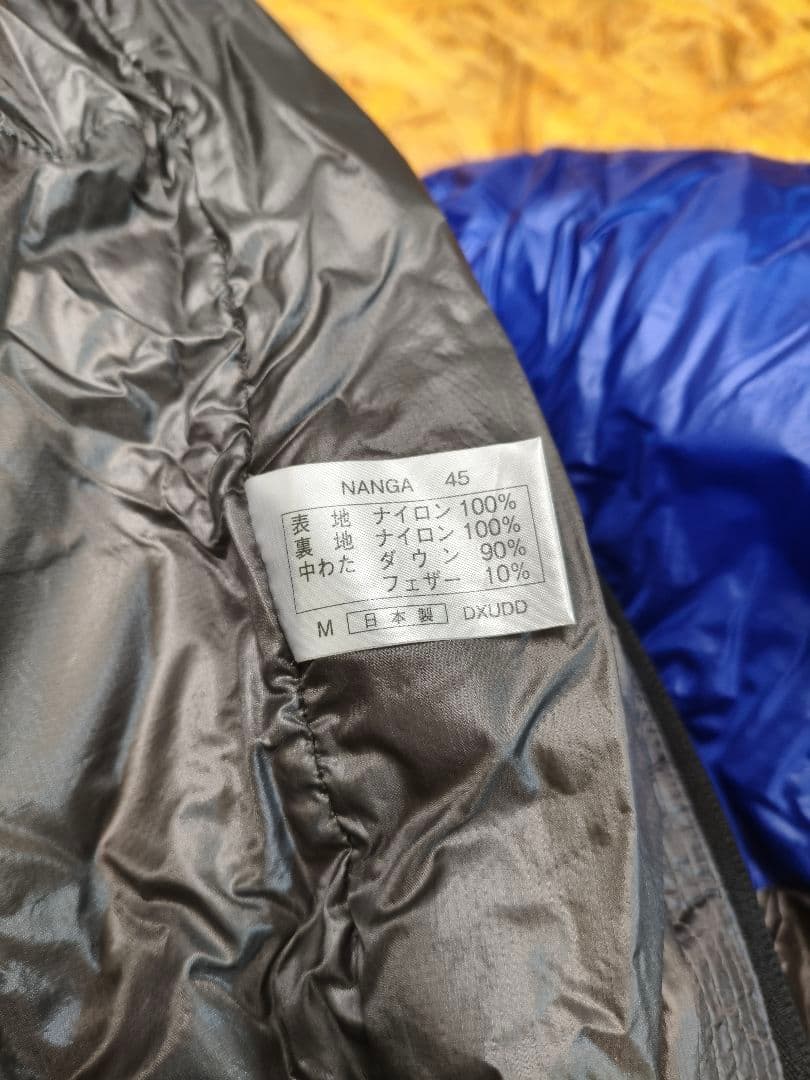 NANGA 45
表 地 ナイロン 100%
裏 地 ナイロン 100%
中わた ダウン 90%
フェザー 10%
M 日本製 DXUDD